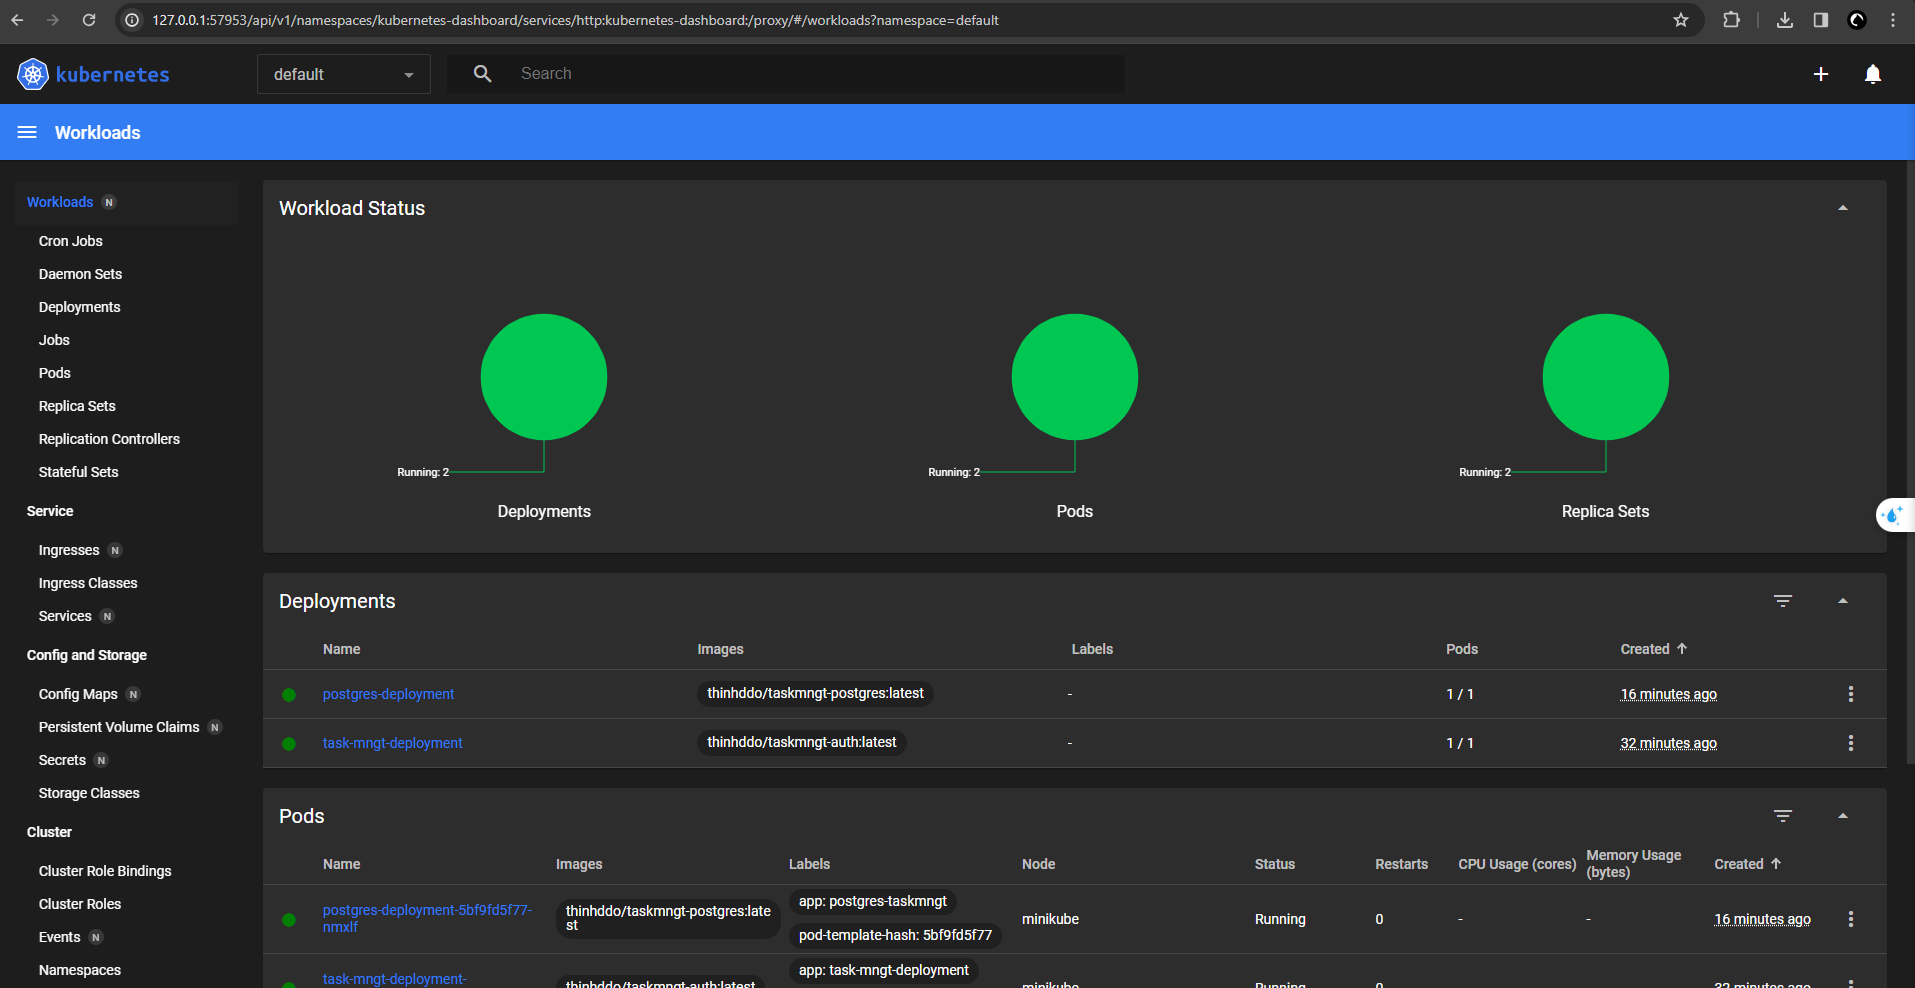 127.0.0.1:57953/api/v1/namespaces/kubernetes-dashboard/services/http:kubernetes-dashboard:/proxy/#/workloads?namespace=default
kubernetes
default
Search
Workloads
Workloads N
Cron Jobs
Daemon Sets
Deployments
Jobs
Pods
Replica Sets
Replication Controllers
Stateful Sets
Service
Ingresses N
Ingress Classes
Services N
Config and Storage
Config Maps N
Persistent Volume Claims N
Secrets N
Storage Classes
Cluster
Cluster Role Bindings
Cluster Roles
Events N
Namespaces
Workload Status
Running: 2
Deployments
Running: 2
Pods
Running: 2
Replica Sets
Deployments
Name Images Labels Pods Created
postgres-deployment thinhddo/taskmngt-postgres:latest - 1 / 1 16 minutes ago
task-mngt-deployment thinhddo/taskmngt-auth:latest - 1 / 1 32 minutes ago
Pods
Name Images Labels Node Status Restarts CPU Usage (cores) Memory Usage
(bytes) Created
postgres-deployment-5bf9fd5f77-
nmxlf
thinhddo/taskmngt-postgres:late
st
app: postgres-taskmngt
pod-template-hash: 5bf9fd5f77
minikube Running 0 - - 16 minutes ago
task-mngt-deployment-
thinhddo/taskmngt-auth:latest
app: task-mngt-deployment
minikube Running 0 32 minutes ago